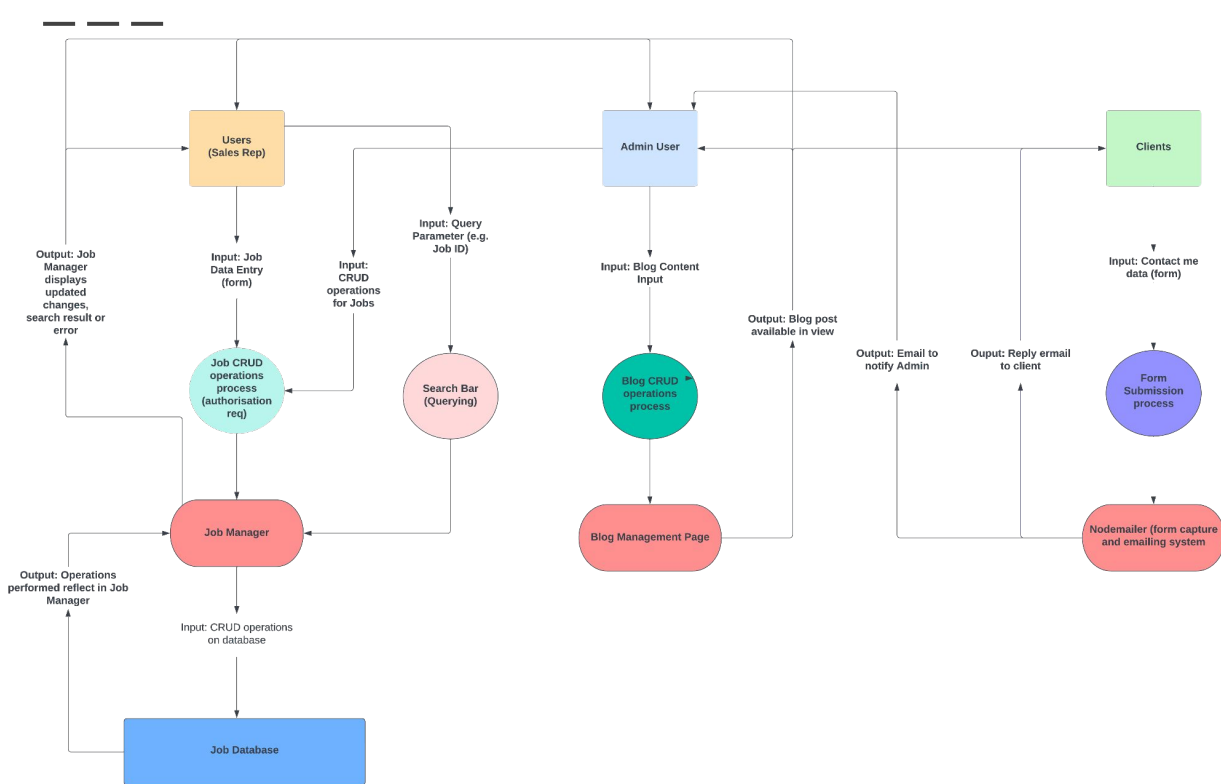 Users
(Sales Rep)
Admin User
Clients
Input: Query
Parameter (e.g.
Job ID)
Output: Job
Manager
displays
updated
changes,
search result or
error
Input: Job
Data Entry
(form)
Input:
CRUD
operations
for Jobs
Input: Blog Content
Input
Input: Contact me
data (form)
Output: Blog post
available in view
Output: Email to
notify Admin
Ouput: Reply ermail
to client
Job CRUD
operations
process
(authorisation
req)
Search Bar
(Querying)
Blog CRUD
operations
process
Form
Submission
process
Job Manager
Blog Management Page
Nodemailer (form capture
and emailing system
Output: Operations
performed reflect in Job
Manager
Input: CRUD operations
on database
Job Database